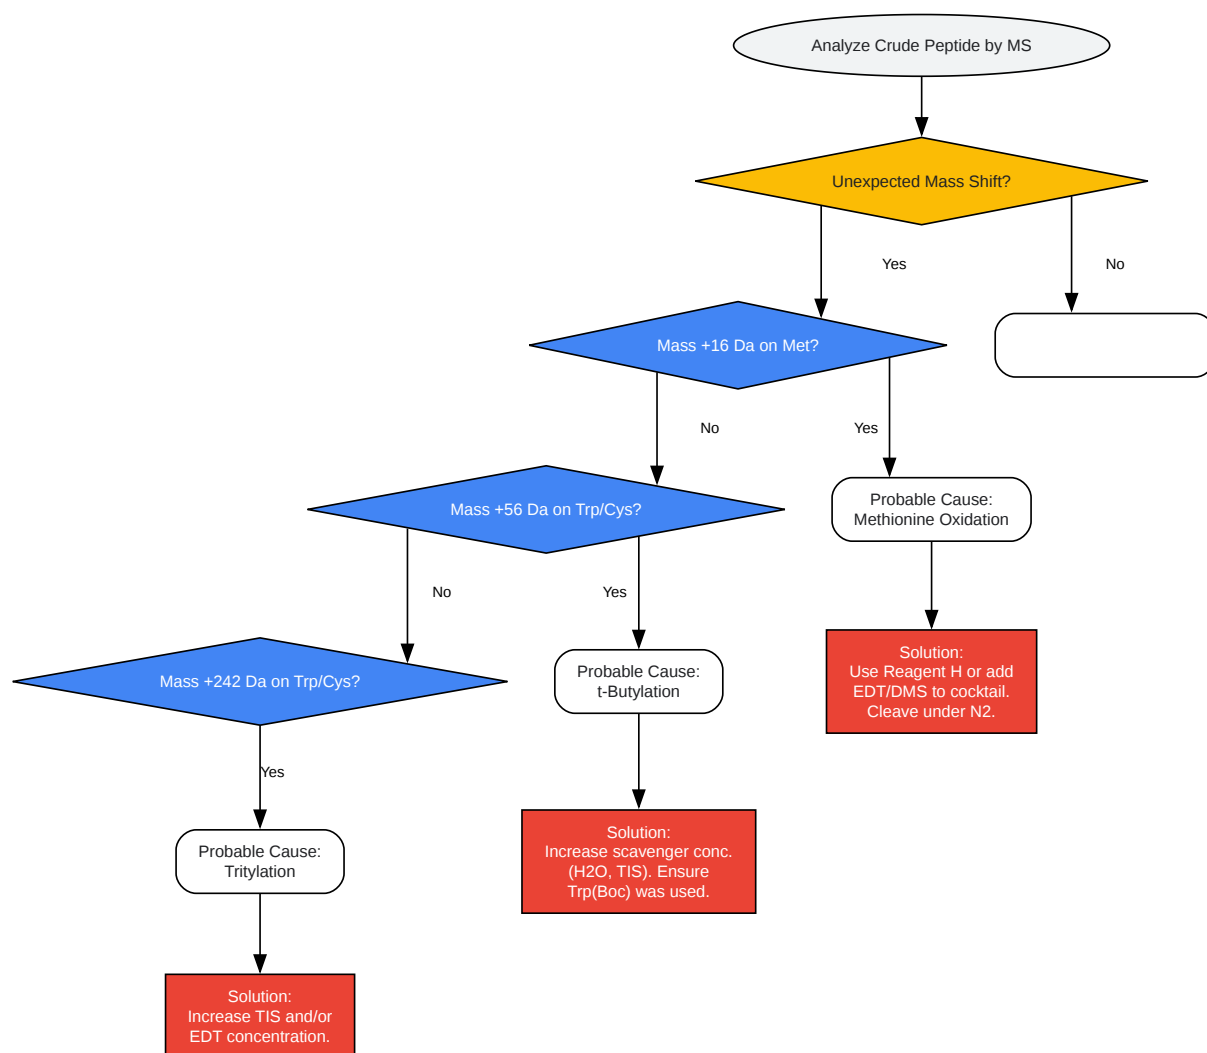 Analyze Crude Peptide by MS
Unexpected Mass Shift?
Yes
No
Mass +16 Da on Met?
No
Yes
Probable Cause:
Methionine Oxidation
Mass +56 Da on Trp/Cys?
No
Yes
Solution:
Use Reagent H or add
EDT/DMS to cocktail.
Cleave under N2.
Mass +242 Da on Trp/Cys?
Probable Cause:
t-Butylation
Yes
Probable Cause:
Tritylation
Solution:
Increase scavenger conc.
(H2O, TIS). Ensure
Trp(Boc) was used.
Solution:
Increase TIS and/or
EDT concentration.